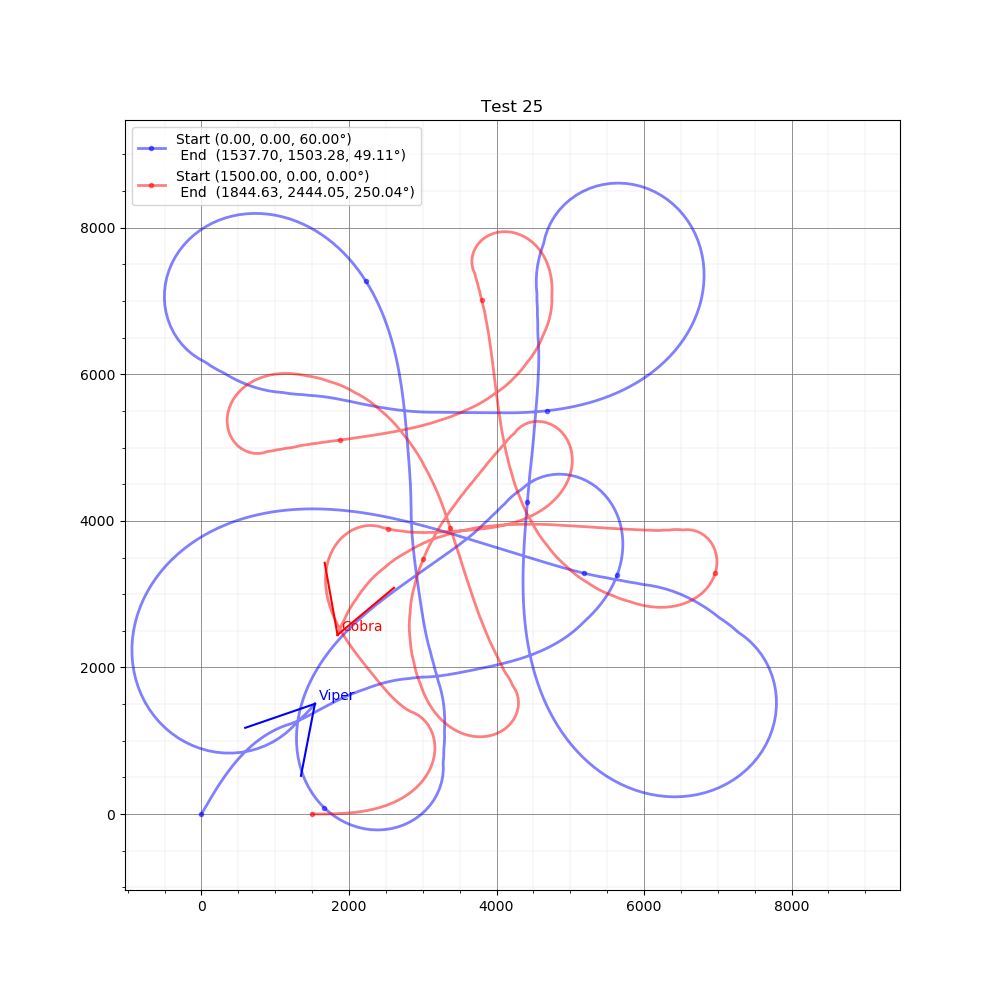 Test 25
Start (0.00, 0.00, 60.00°)
End (1537.70, 1503.28, 49.11°)
Start (1500.00, 0.00, 0.00°)
End (1844.63, 2444.05, 250.04°)
8000
6000
4000
2000
0
Cobra
Viper
0 2000 4000 6000 8000